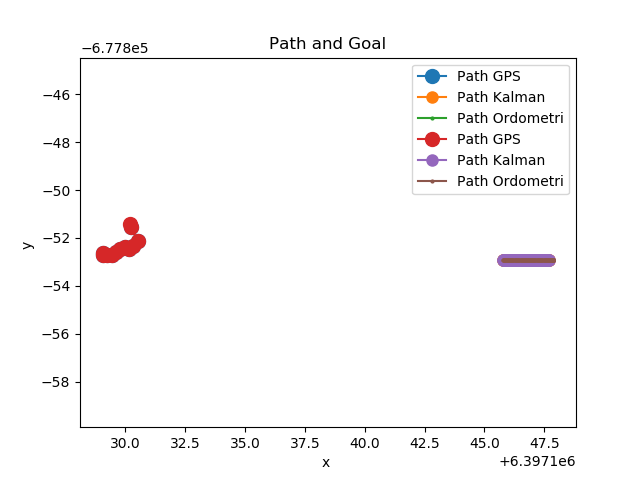 Path and Goal
−6.778e5
Path GPS
Path Kalman
Path Ordometri
Path GPS
Path Kalman
Path Ordometri
y
−46
−48
−50
−52
−54
−56
−58
30.0 32.5 35.0 37.5 40.0 42.5 45.0 47.5
x
+6.3971e6